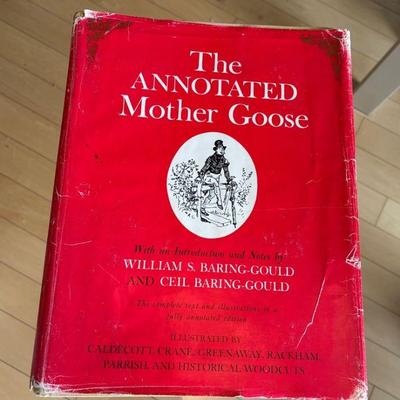 The
ANNOTATED
Mother Goose
With an Introduction and Notes by
WILLIAM S. BARING-GOULD
AND CEIL BARING-GOULD
The complete text and illustrations in a
fully annotated edition
ILLUSTRATED BY
CALDECOTT, CRANE, GREENAWAY, RACKHAM,
PARRISH, AND HISTORICAL WOODCUTS